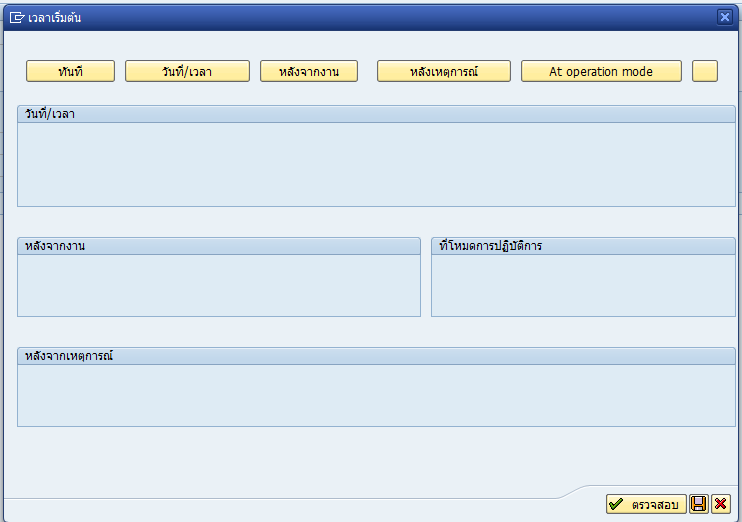 เวลาเริ่มต้น
ทันที วันที่/เวลา หลังจากงาน หลังเหตุการณ์ At operation mode
วันที่/เวลา
หลังจากงาน ที่โหมดการปฏิบัติการ
หลังจากเหตุการณ์
ตรวจสอบ